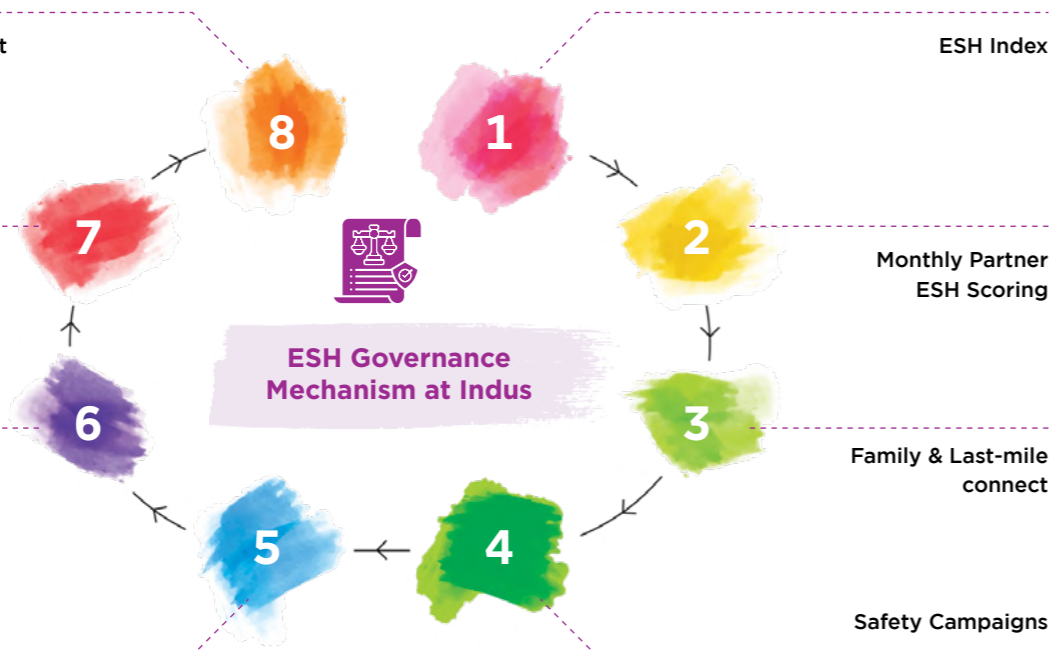 t
ESH Index
8
1
7
2
Monthly Partner
ESH Scoring
ESH Governance
Mechanism at Indus
6
3
Family & Last-mile
connect
5
4
Safety Campaigns